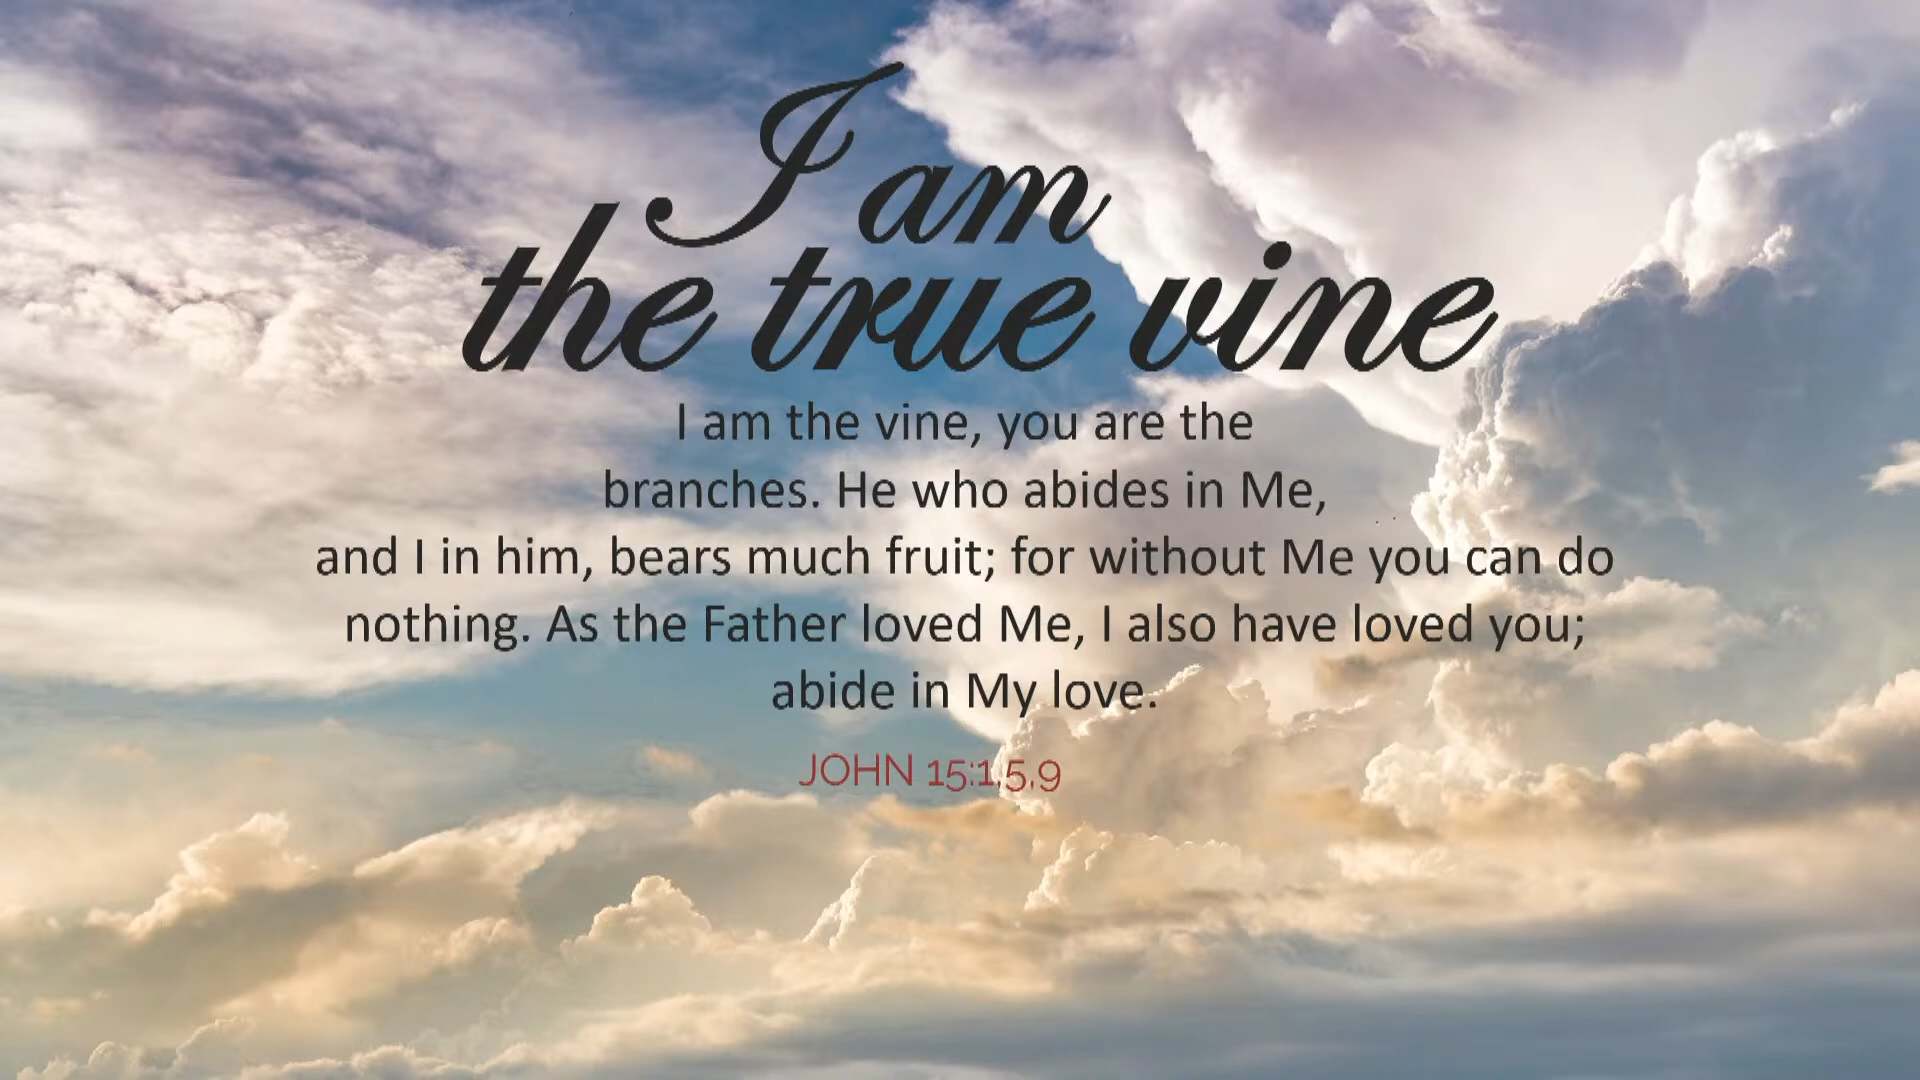 I am
the true vine
I am the vine, you are the
branches. He who abides in Me,
and I in him, bears much fruit; for without Me you can do
nothing. As the Father loved Me, I also have loved you;
abide in My love.
JOHN 15:1,5,9